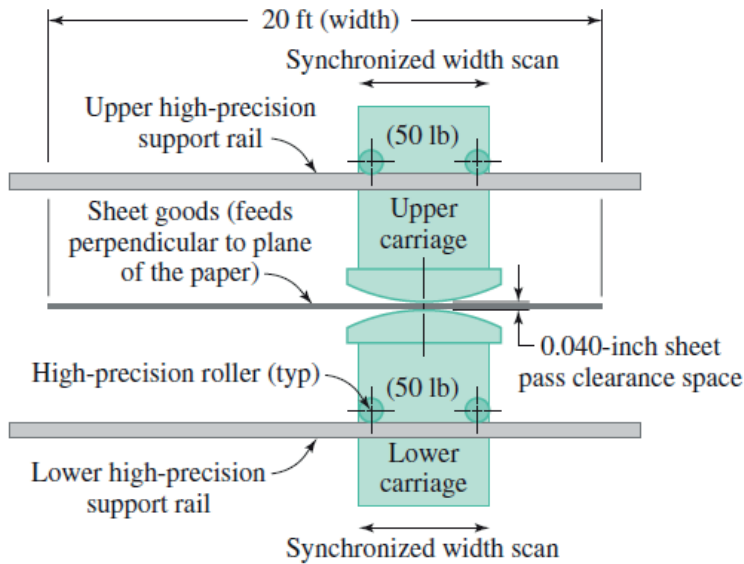 20 ft (width)
Synchronized width scan
Upper high-precision
support rail
(50 lb)
Sheet goods (feeds
perpendicular to plane
of the paper)
Upper
carriage
0.040-inch sheet
pass clearance space
High-precision roller (typ)
(50 lb)
Lower high-precision
support rail
Lower
carriage
Synchronized width scan